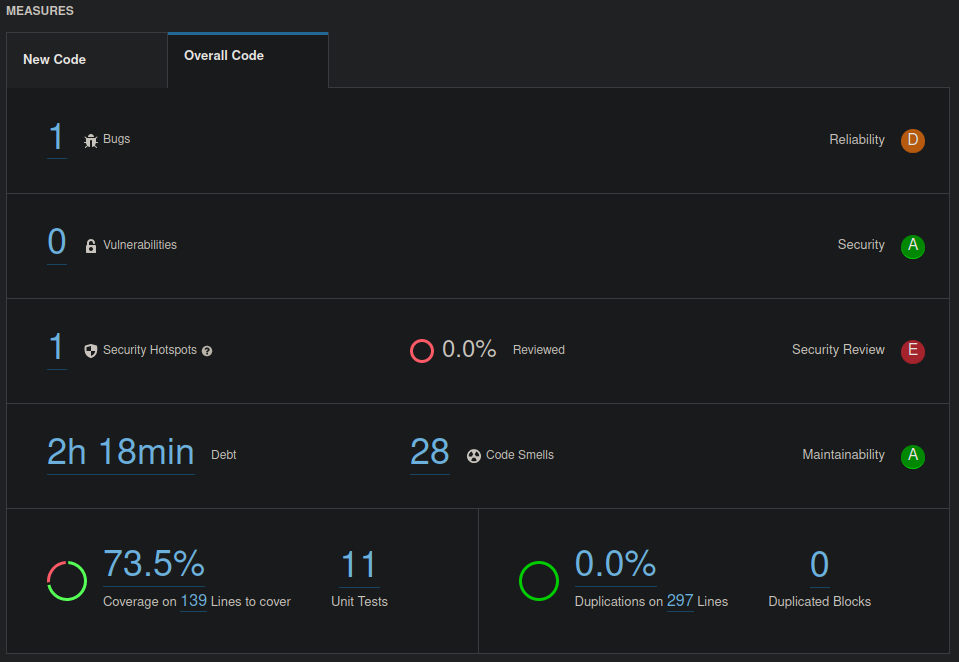 MEASURES
New Code
Overall Code
1 Bugs
Reliability D
0 Vulnerabilities
Security A
1 Security Hotspots ?
0.0% Reviewed
Security Review E
2h 18min Debt
28 Code Smells
Maintainability A
73.5%
Coverage on 139 Lines to cover
11
Unit Tests
0.0%
Duplications on 297 Lines
0
Duplicated Blocks